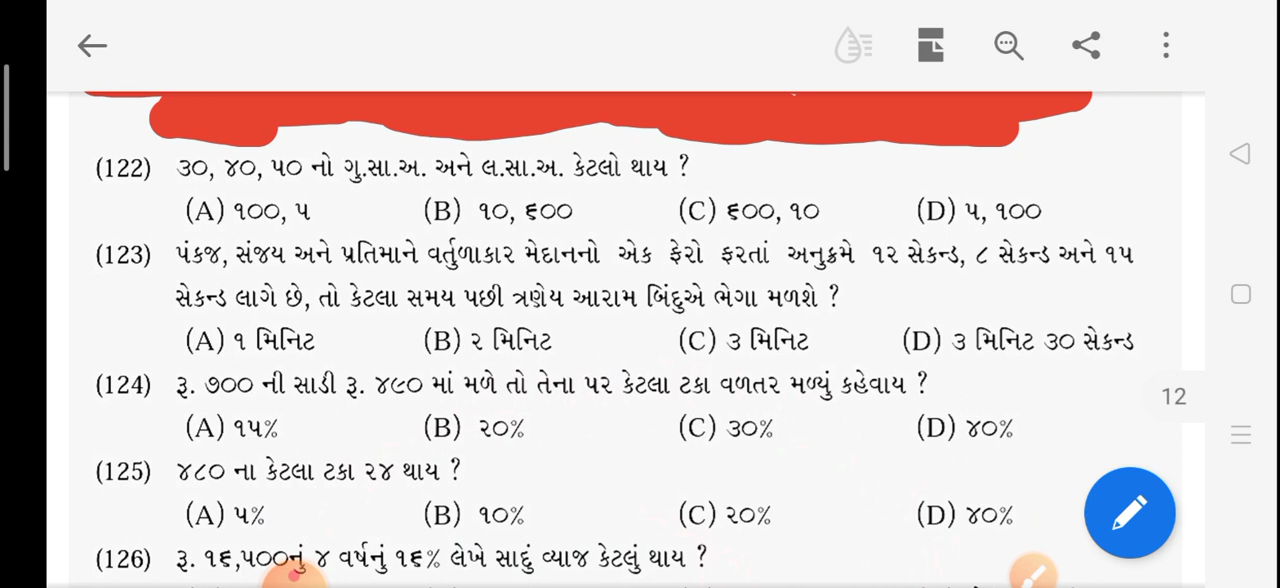 (122) ૩૦, ૪૦, ૫૦ નો ગુ.સા.અ. અને લ.સા.અ. કેટલો થાય ?
(A) ૧૦૦, ૫ (B) ૧૦, ૬૦૦ (C) ૬૦૦, ૧૦ (D) ૫, ૧૦૦
(123) પંકજ, સંજય અને પ્રતિમાને વર્તુળાકાર મેદાનનો એક ફેરો ફરતાં અનુક્રમે ૧૨ સેકન્ડ, ૮ સેકન્ડ અને ૧૫
સેકન્ડ લાગે છે, તો કેટલા સમય પછી ત્રણેય આરામ બિંદુએ ભેગા મળશે ?
(A) ૧ મિનિટ (B) ૨ મિનિટ (C) ૩ મિનિટ (D) ૩ મિનિટ ૩૦ સેકન્ડ
(124) રૂ. ૭૦૦ ની સાડી રૂ. ૪૯૦ માં મળે તો તેના પર કેટલા ટકા વળતર મળ્યું કહેવાય ?
12
(A) ૧૫% (B) ૨૦% (C) ૩૦% (D) ૪૦%
(125) ૪૮૦ ના કેટલા ટકા ૨૪ થાય ?
(A) ૫% (B) ૧૦% (C) ૨૦% (D) ૪૦%
(126) રૂ. ૧૬,૫૦૦નું ૪ વર્ષનું ૧૬% લેખે સાદું વ્યાજ કેટલું થાય ?